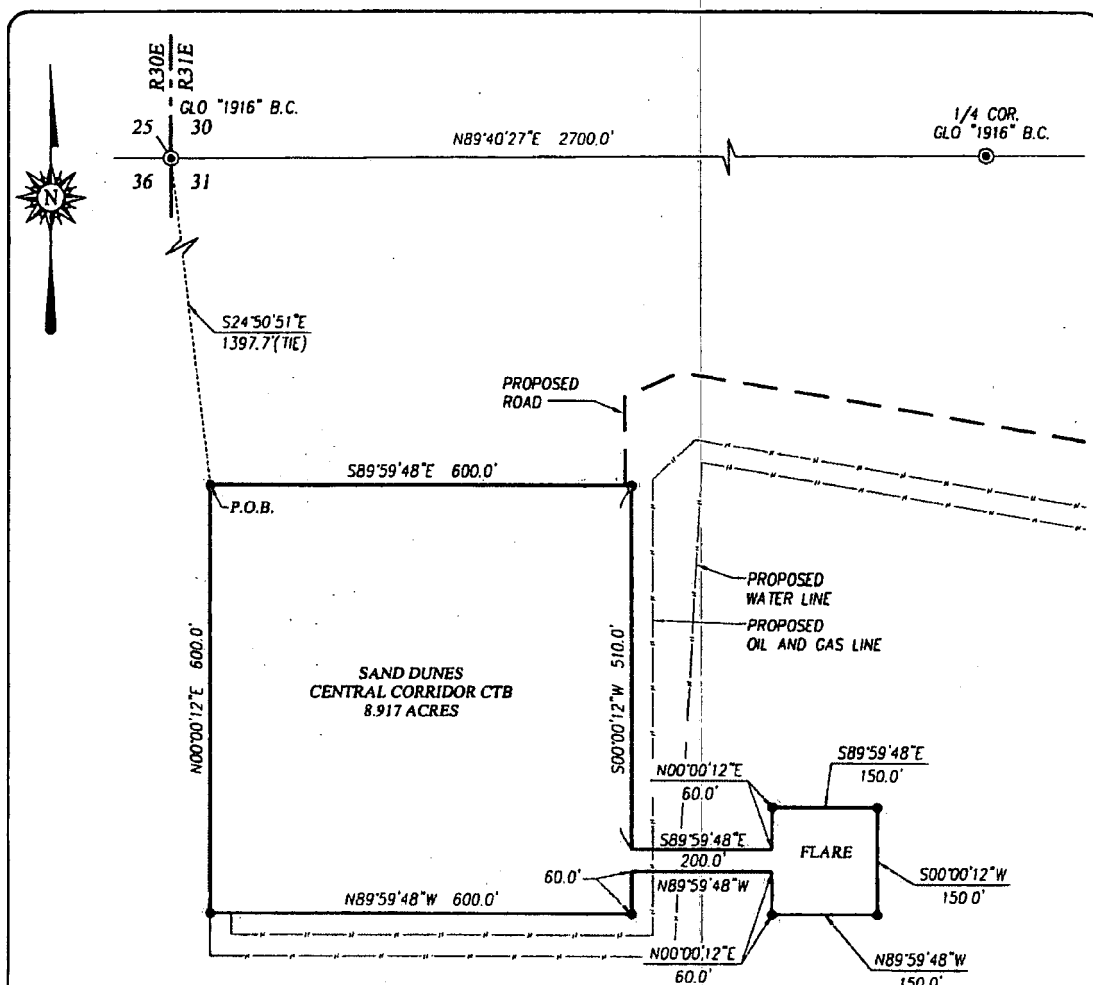 R30E
R31E
GLO "1916" B.C.
25 30
36 31
N89°40'27"E 2700.0'
1/4 COR.
GLO "1916" B.C.
N
S24°50'51"E
1397.7'(TIE)
PROPOSED
ROAD
S89°59'48"E 600.0'
P.O.B.
PROPOSED
WATER LINE
PROPOSED
OIL AND GAS LINE
N00°00'12"E 600.0'
SAND DUNES
CENTRAL CORRIDOR CTB
8.917 ACRES
S00°00'12"W 510.0'
N00°00'12"E
60.0'
S89°59'48"E
150.0'
S89°59'48"E
200.0'
N89°59'48"W
FLARE
S00°00'12"W
150.0'
60.0'
N89°59'48"W 600.0'
N00°00'12"E
60.0'
N89°59'48"W
150.0'